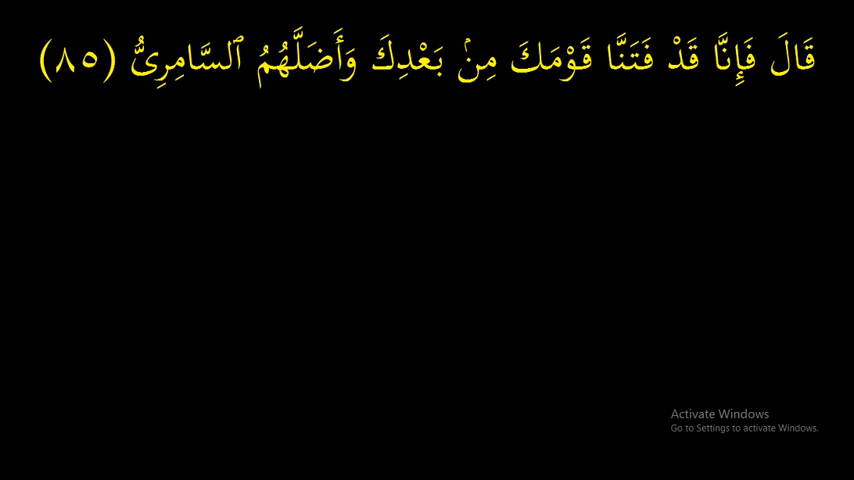 قَالَ فَإِنَّا قَدْ فَتَنَّا قَوْمَكَ مِنۢ بَعْدِكَ وَأَضَلَّهُمُ ٱلسَّامِرِىُّ (٨٥)
Activate Windows
Go to Settings to activate Windows.